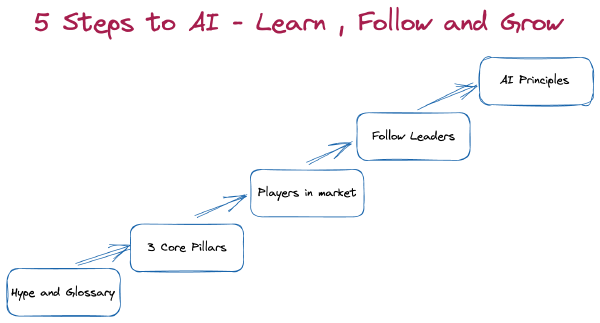 5 Steps to AI - Learn , Follow and Grow
AI Principles
Follow Leaders
Players in market
3 Core Pillars
Hype and Glossary